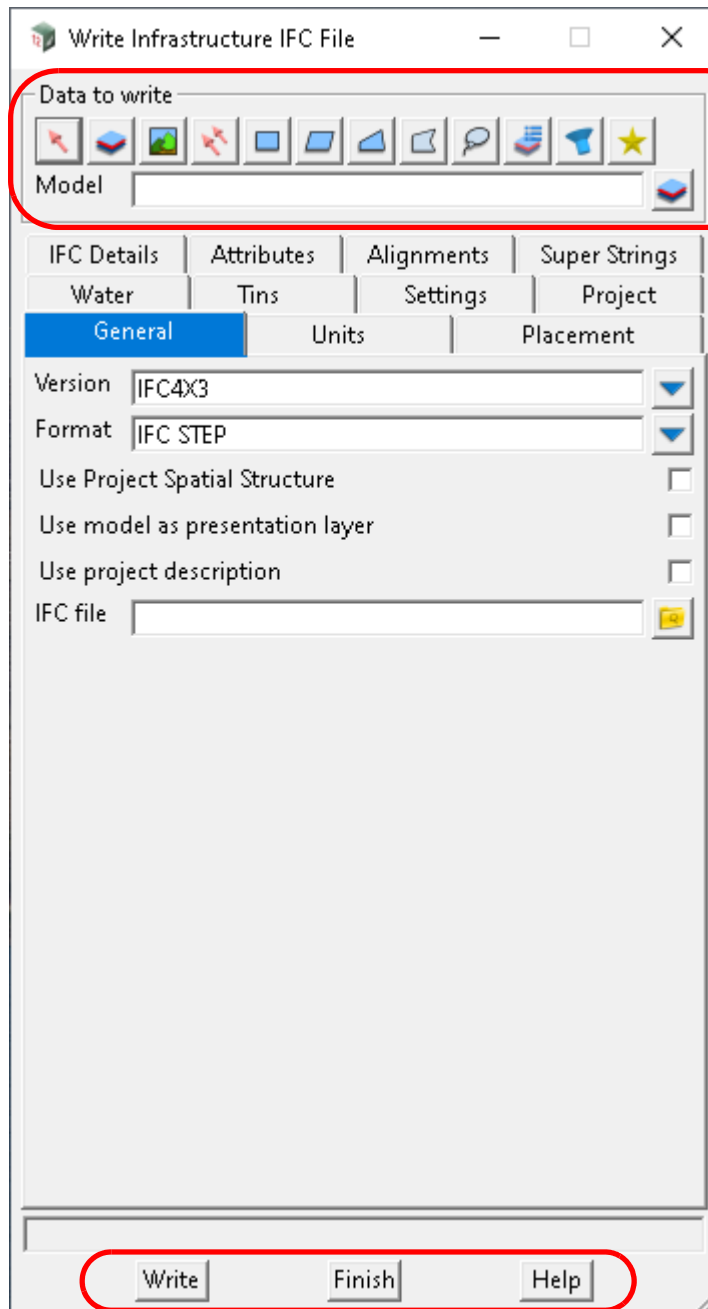 Write Infrastructure IFC File
Data to write
Model
IFC Details Attributes Alignments Super Strings
Water Tins Settings Project
General Units Placement
Version IFC4X3
Format IFC STEP
Use Project Spatial Structure
Use model as presentation layer
Use project description
IFC file
Write Finish Help